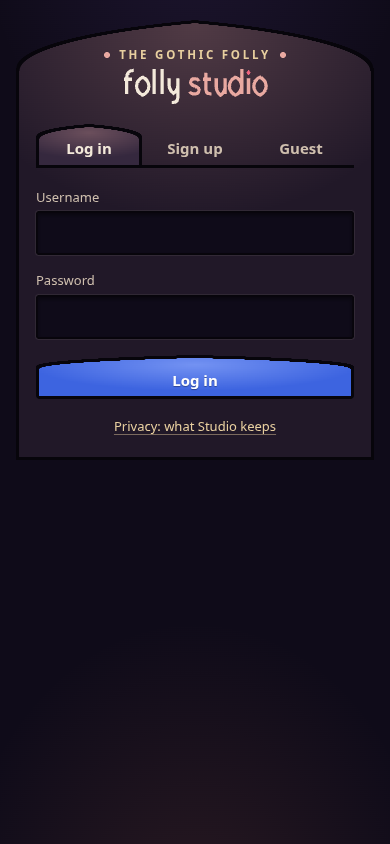 THE GOTHIC FOLLY
folly studio
Log in
Sign up
Guest
Username
Password
Log in
Privacy: what Studio keeps